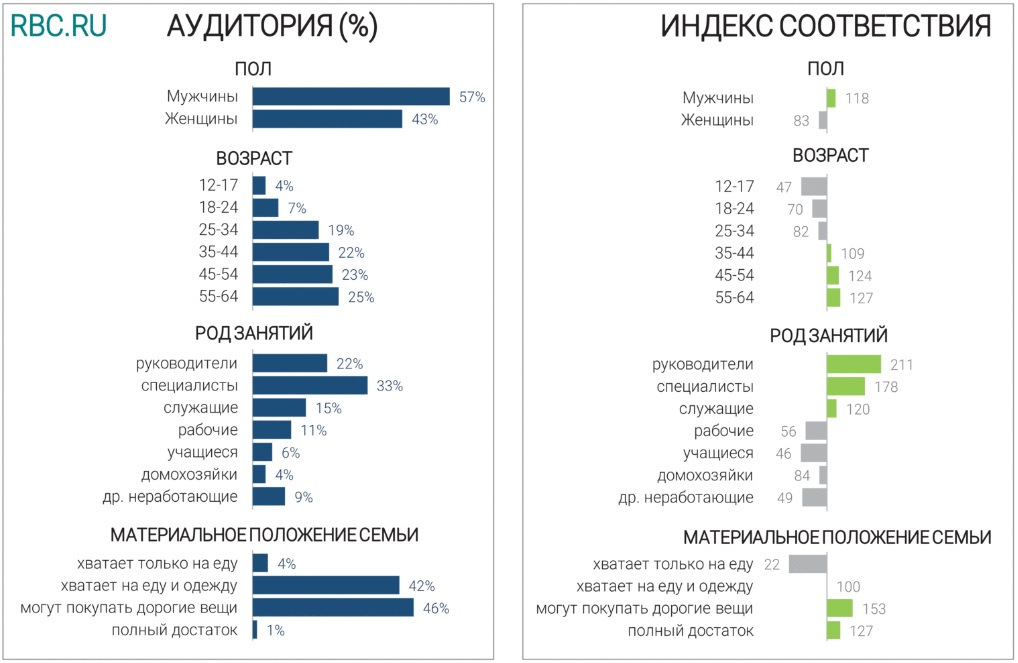 RBC.RU АУДИТОРИЯ (%)
ПОЛ
Мужчины 57%
Женщины 43%
ВОЗРАСТ
12-17 4%
18-24 7%
25-34 19%
35-44 22%
45-54 23%
55-64 25%
РОД ЗАНЯТИЙ
руководители 22%
специалисты 33%
служащие 15%
рабочие 11%
учащиеся 6%
домохозяйки 4%
др. неработающие 9%
МАТЕРИАЛЬНОЕ ПОЛОЖЕНИЕ СЕМЬИ
хватает только на еду 4%
хватает на еду и одежду 42%
могут покупать дорогие вещи 46%
полный достаток 1%
ИНДЕКС СООТВЕТСТВИЯ
ПОЛ
Мужчины 118
Женщины 83
ВОЗРАСТ
12-17 47
18-24 70
25-34 82
35-44 109
45-54 124
55-64 127
РОД ЗАНЯТИЙ
руководители 211
специалисты 178
служащие 120
рабочие 56
учащиеся 46
домохозяйки 84
др. неработающие 49
МАТЕРИАЛЬНОЕ ПОЛОЖЕНИЕ СЕМЬИ
хватает только на еду 22
хватает на еду и одежду 100
могут покупать дорогие вещи 153
полный достаток 127